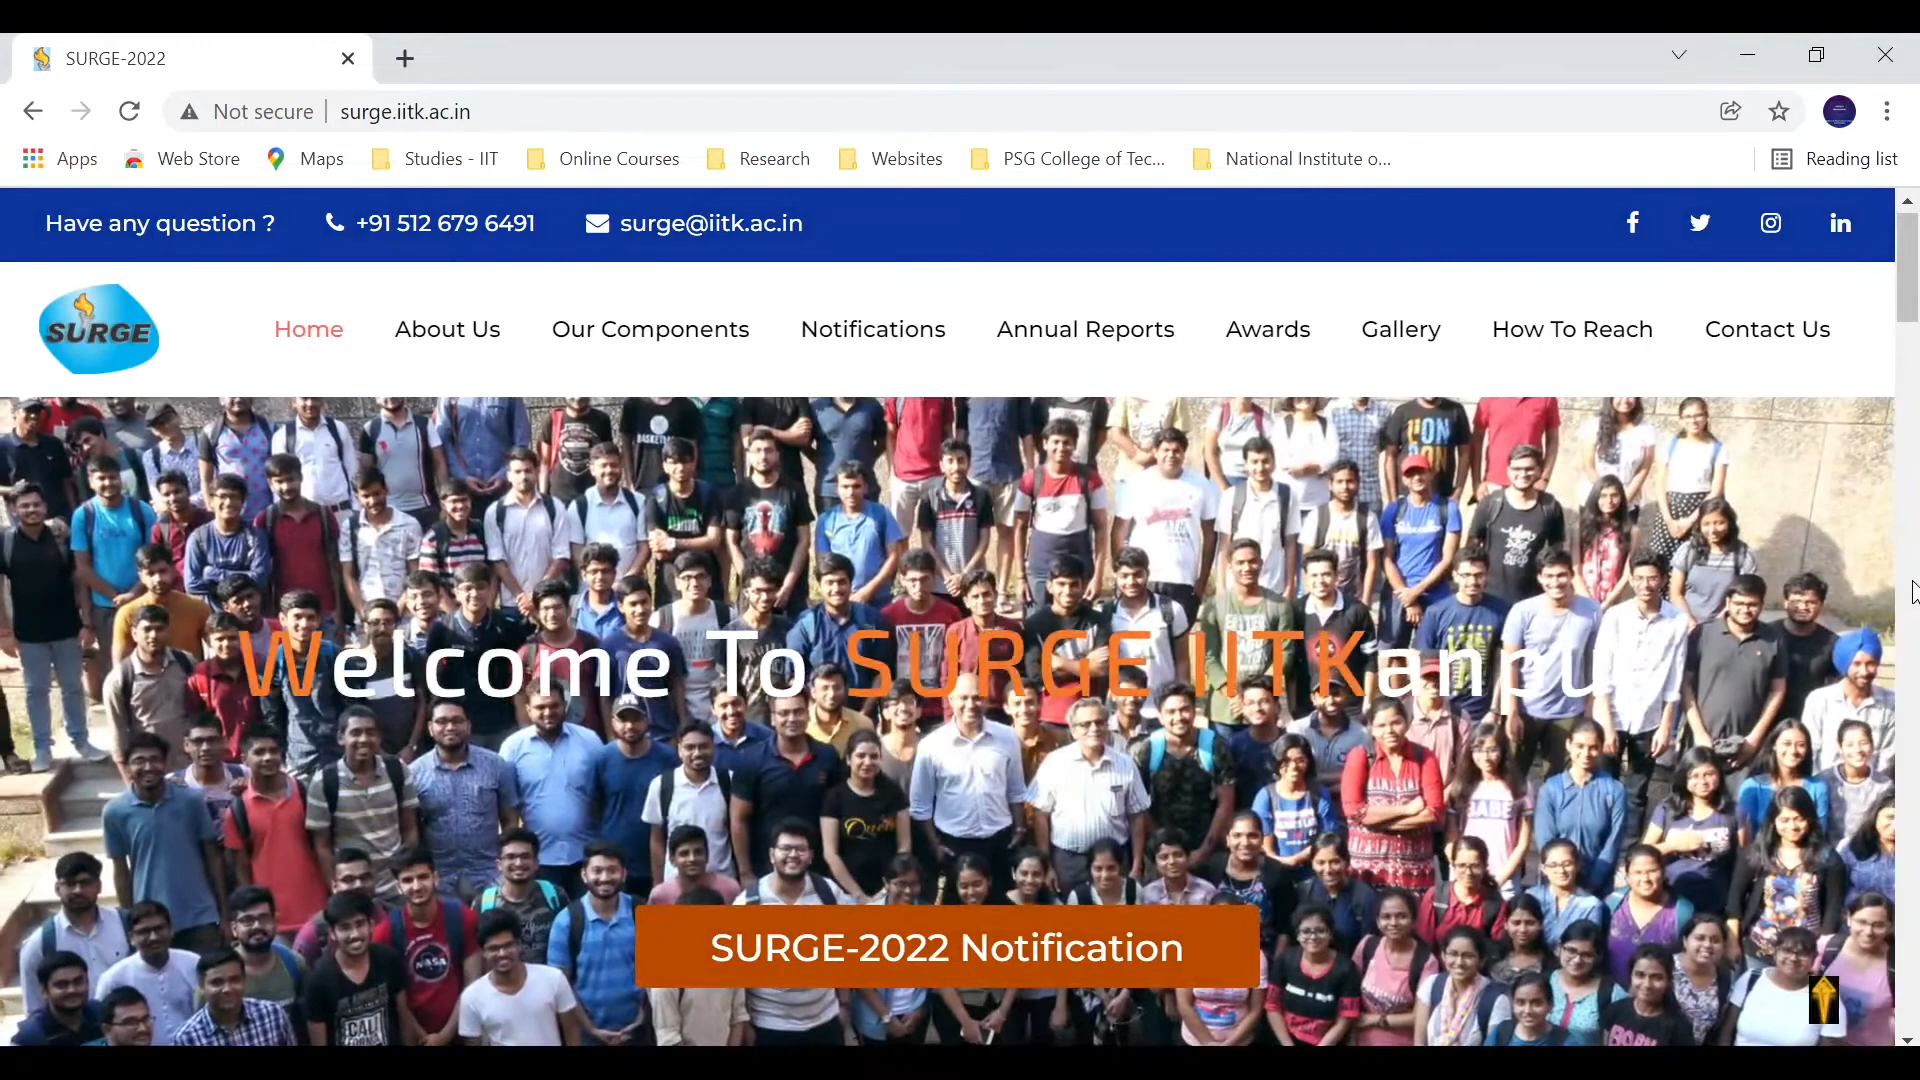 SURGE-2022
Not secure surge.iitk.ac.in
Apps Web Store Maps Studies - IIT Online Courses Research Websites PSG College of Tec... National Institute o... Reading list
Have any question ? +91 512 679 6491 surge@iitk.ac.in
SURGE Home About Us Our Components Notifications Annual Reports Awards Gallery How To Reach Contact Us
Welcome To SURGE IITKanpu
SURGE-2022 Notification
NASA